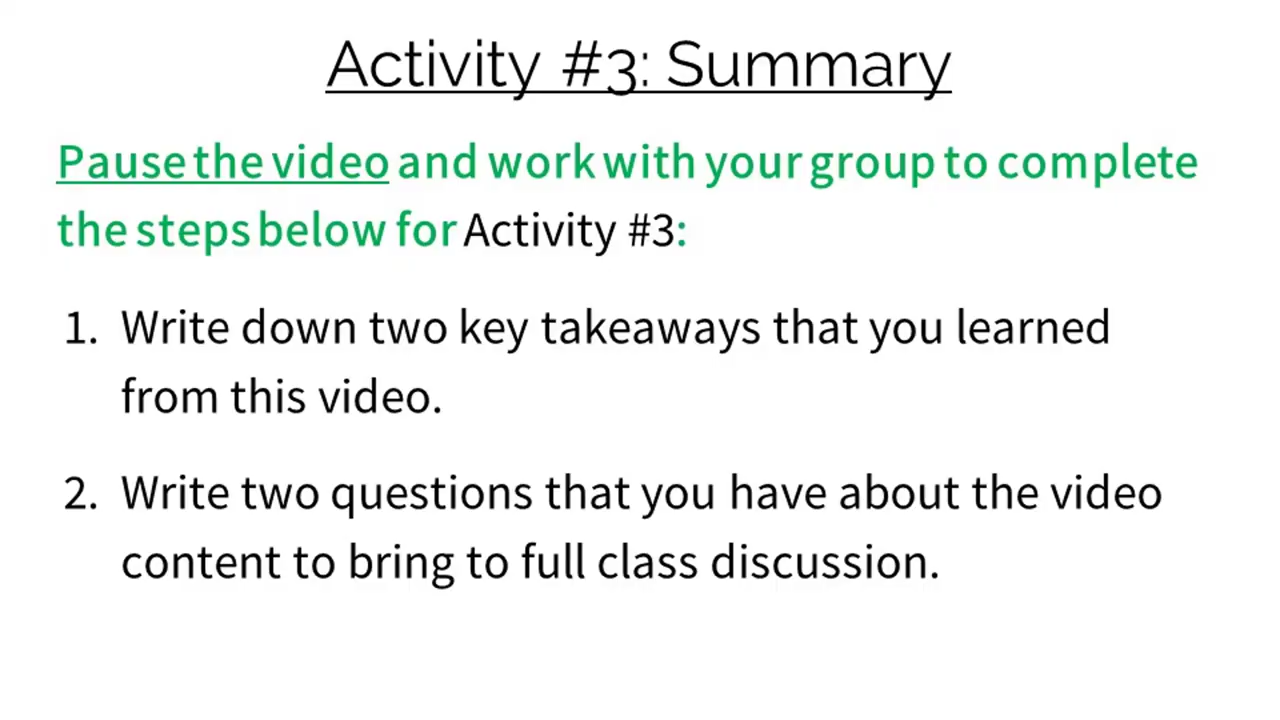 Activity #3: Summary
Pause the video and work with your group to complete
the steps below for Activity #3:
1. Write down two key takeaways that you learned
from this video.
2. Write two questions that you have about the video
content to bring to full class discussion.